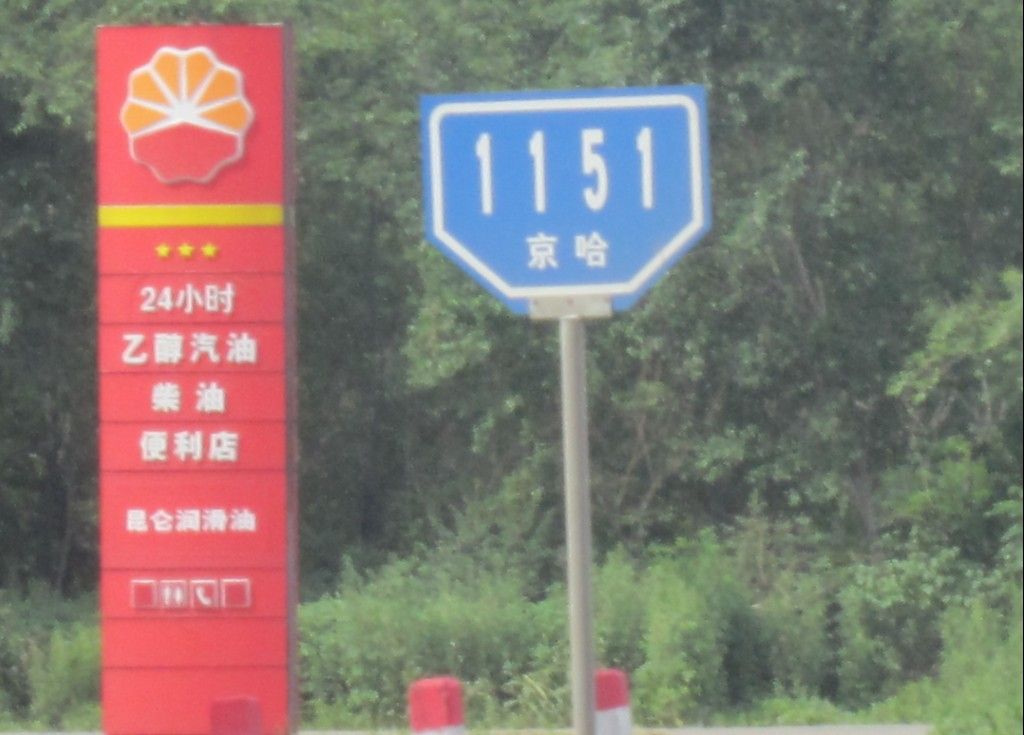 24小时
乙醇汽油
柴油
便利店
昆仑润滑油
1151
京哈